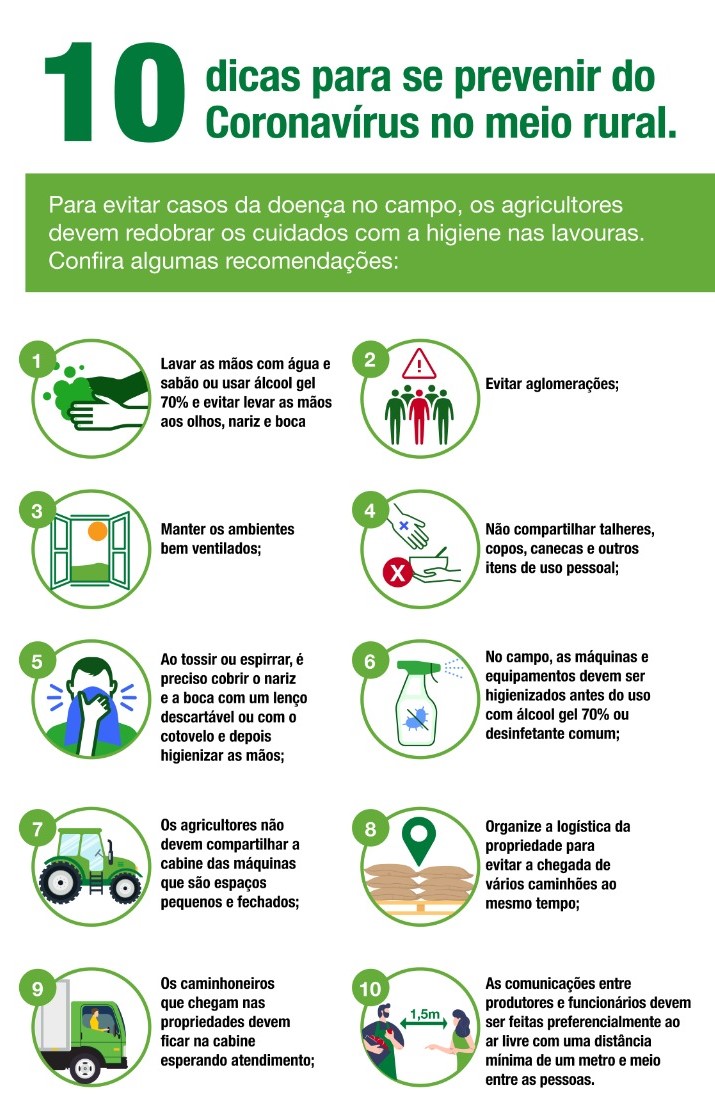 10
dicas para se prevenir do
Coronavírus no meio rural.
Para evitar casos da doença no campo, os agricultores
devem redobrar os cuidados com a higiene nas lavouras.
Confira algumas recomendações:
1
Lavar as mãos com água e
sabão ou usar álcool gel
70% e evitar levar as mãos
aos olhos, nariz e boca
2
!
Evitar aglomerações;
3
Manter os ambientes
bem ventilados;
4
X
Não compartilhar talheres,
copos, canecas e outros
itens de uso pessoal;
5
Ao tossir ou espirrar, é
preciso cobrir o nariz
e a boca com um lenço
descartável ou com o
cotovelo e depois
higienizar as mãos;
6
No campo, as máquinas e
equipamentos devem ser
higienizados antes do uso
com álcool gel 70% ou
desinfetante comum;
7
Os agricultores não
devem compartilhar a
cabine das máquinas
que são espaços
pequenos e fechados;
8
Organize a logística da
propriedade para
evitar a chegada de
vários caminhões ao
mesmo tempo;
9
Os caminhoneiros
que chegam nas
propriedades devem
ficar na cabine
esperando atendimento;
10
1,5m
As comunicações entre
produtores e funcionários devem
ser feitas preferencialmente ao
ar livre com uma distância
mínima de um metro e meio
entre as pessoas.